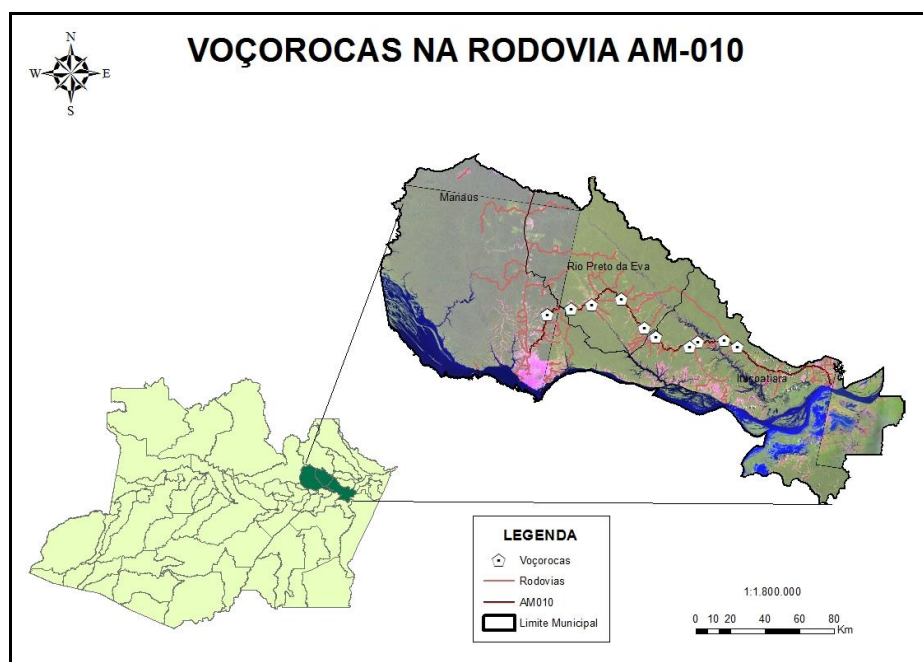 VOÇOROCAS NA RODOVIA AM-010
N
W E
S
Manaus
Rio Preto da Eva
Itacoatiara
LEGENDA
Voçorocas
Rodovias
AM010
Limite Municipal
1:1.800.000
0 10 20 40 60 80
Km